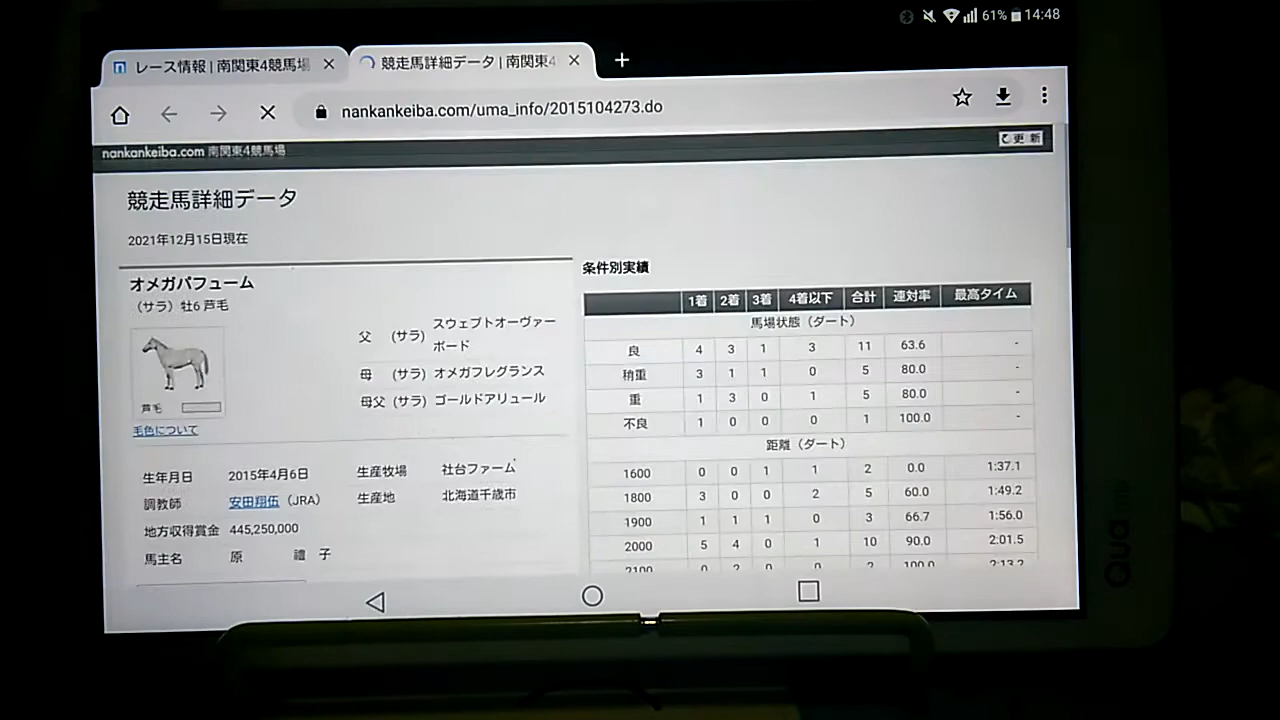 61% 14:48
レース情報 | 南関東4競馬場
競走馬詳細データ | 南関東4
nankankeiba.com/uma_info/2015104273.do
nankankeiba.com 南関東4競馬場
更新
競走馬詳細データ
2021年12月15日現在
オメガパフューム
（サラ）牡6 芦毛
父 （サラ） スウェプトオーヴァー
ボード
母 （サラ） オメガフレグランス
母父 （サラ） ゴールドアリュール
芦毛
毛色について
生年月日 2015年4月6日 生産牧場 社台ファーム
調教師 安田翔伍（JRA） 生産地 北海道千歳市
地方収得賞金 445,250,000
馬主名 原 禮 子
条件別実績
1着 2着 3着 4着以下 合計 連対率 最高タイム
馬場状態（ダート）
良 4 3 1 3 11 63.6 -
稍重 3 1 1 0 5 80.0 -
重 1 3 0 1 5 80.0 -
不良 1 0 0 0 1 100.0 -
距離（ダート）
1600 0 0 1 1 2 0.0 1:37.1
1800 3 0 0 2 5 60.0 1:49.2
1900 1 1 1 0 3 66.7 1:56.0
2000 5 4 0 1 10 90.0 2:01.5
2100 0 2 0 0 2 100.0 2:13.2
Qua